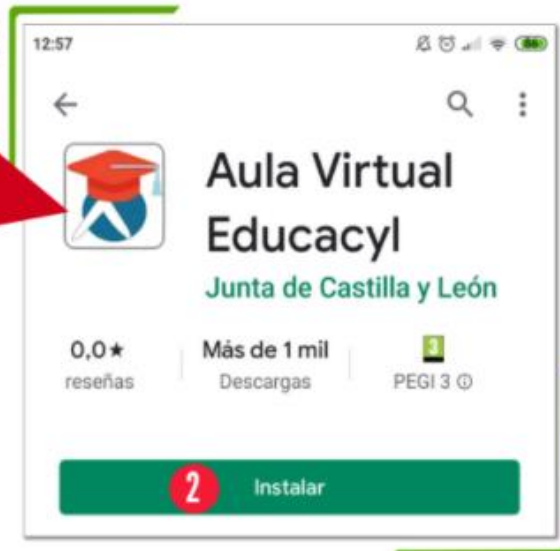 12:57 86
Aula Virtual
Educacyl
Junta de Castilla y León
0,0★ Más de 1 mil 3
reseñas Descargas PEGI 3 ⓘ
2 Instalar